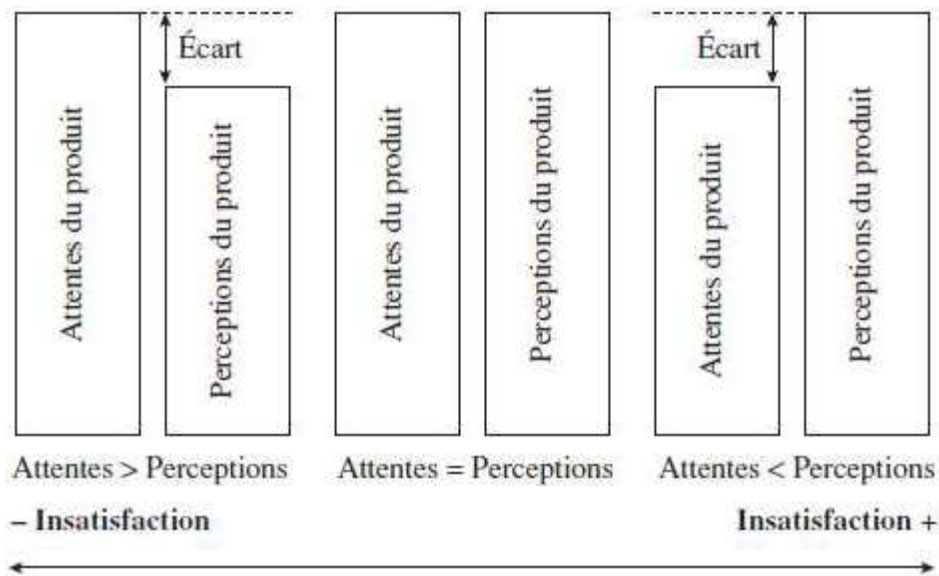 Écart
Écart
Attentes du produit
Perceptions du produit
Attentes du produit
Perceptions du produit
Attentes du produit
Perceptions du produit
Attentes > Perceptions
Attentes = Perceptions
Attentes < Perceptions
– Insatisfaction
Insatisfaction +